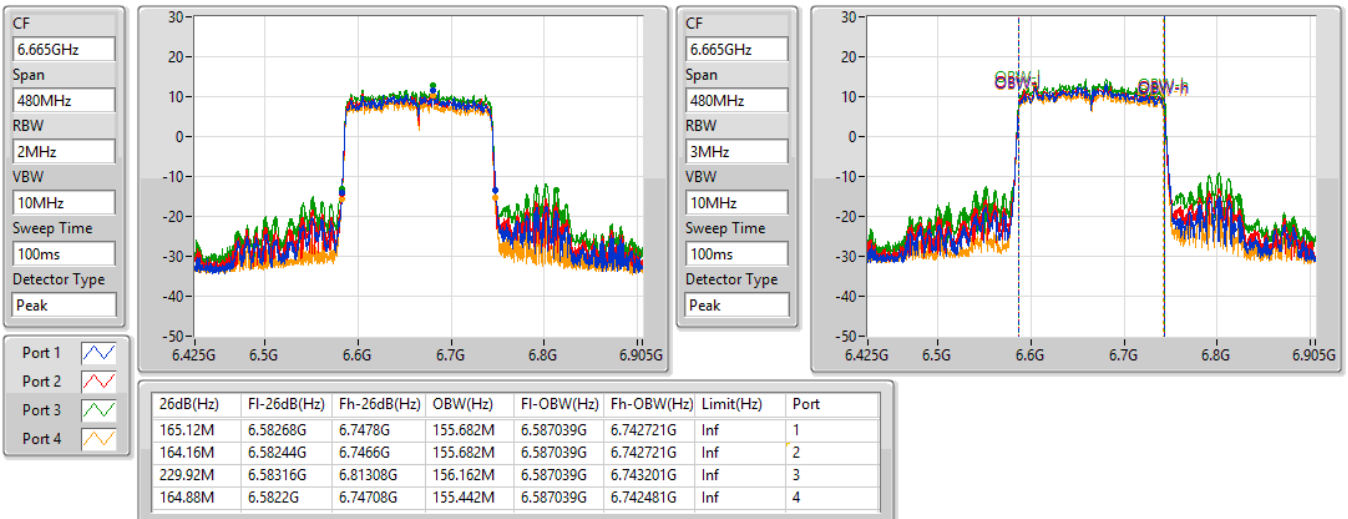 CF
6.665GHz
Span
480MHz
RBW
2MHz
VBW
10MHz
Sweep Time
100ms
Detector Type
Peak
30
20
10
0
-10
-20
-30
-40
-50
6.425G 6.5G 6.6G 6.7G 6.8G 6.905G
CF
6.665GHz
Span
480MHz
RBW
3MHz
VBW
10MHz
Sweep Time
100ms
Detector Type
Peak
30
20
10
0
-10
-20
-30
-40
-50
OBW-l OBW-h
6.425G 6.5G 6.6G 6.7G 6.8G 6.905G
Port 1
Port 2
Port 3
Port 4
26dB(Hz) Fl-26dB(Hz) Fh-26dB(Hz) OBW(Hz) Fl-OBW(Hz) Fh-OBW(Hz) Limit(Hz) Port
165.12M 6.58268G 6.7478G 155.682M 6.587039G 6.742721G Inf 1
164.16M 6.58244G 6.7466G 155.682M 6.587039G 6.742721G Inf 2
229.92M 6.58316G 6.81308G 156.162M 6.587039G 6.743201G Inf 3
164.88M 6.5822G 6.74708G 155.442M 6.587039G 6.742481G Inf 4